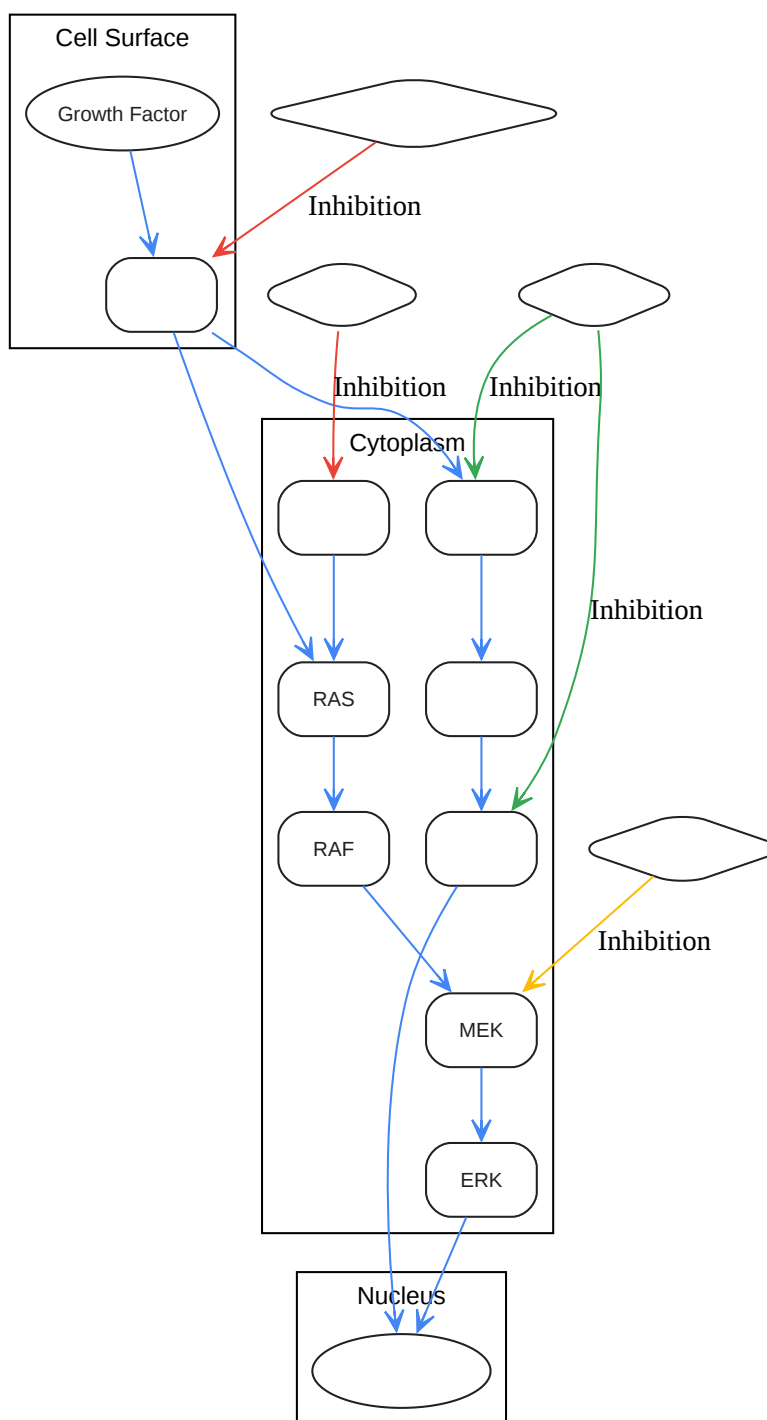 Cell Surface
Growth Factor
Inhibition
Inhibition
Inhibition
Cytoplasm
Inhibition
RAS
RAF
Inhibition
MEK
ERK
Nucleus